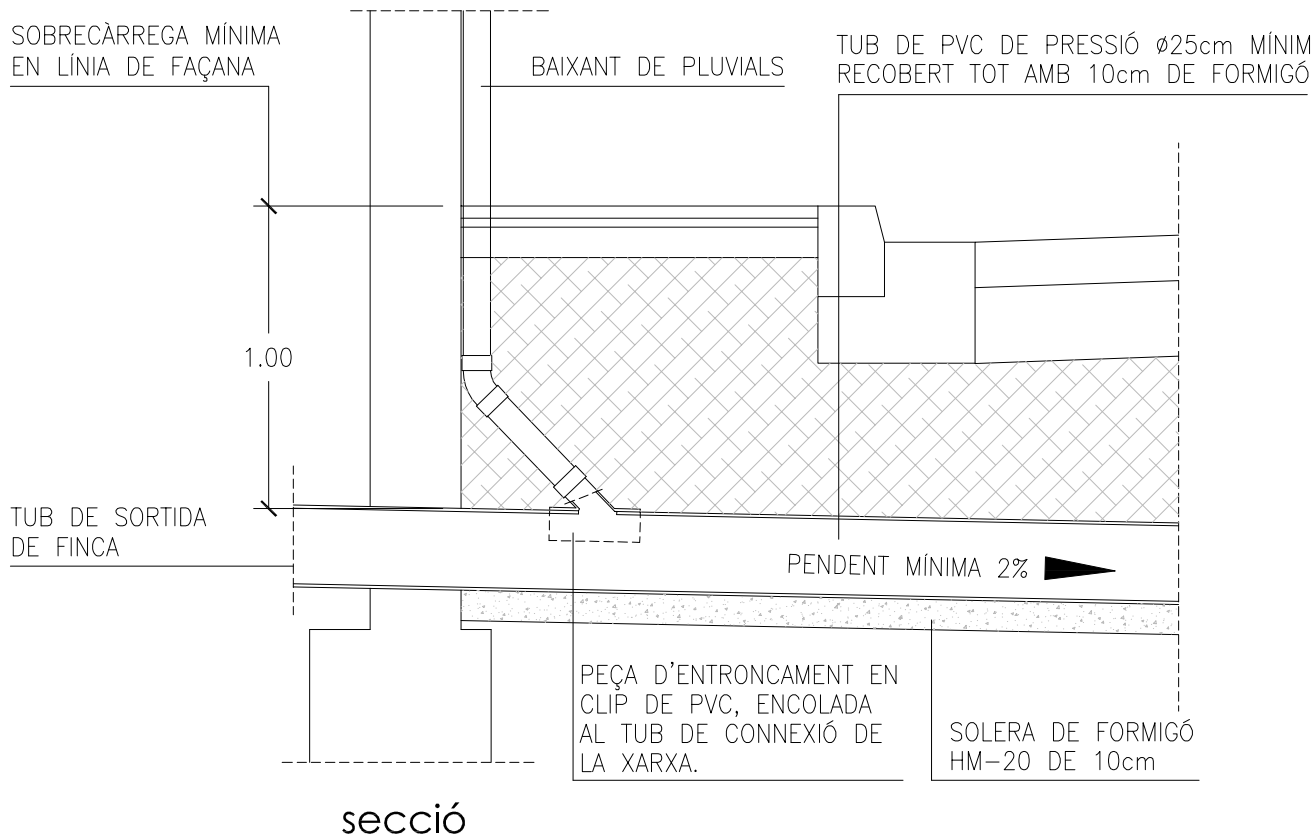 SOBRECÀRREGA MÍNIMA
EN LÍNIA DE FAÇANA
BAIXANT DE PLUVIALS
TUB DE PVC DE PRESSIÓ ø25cm MÍNIM
RECOBERT TOT AMB 10cm DE FORMIGÓ
1.00
TUB DE SORTIDA
DE FINCA
PENDENT MÍNIMA 2%
PEÇA D'ENTRONCAMENT EN
CLIP DE PVC, ENCOLADA
AL TUB DE CONNEXIÓ DE
LA XARXA.
SOLERA DE FORMIGÓ
HM-20 DE 10cm
secció